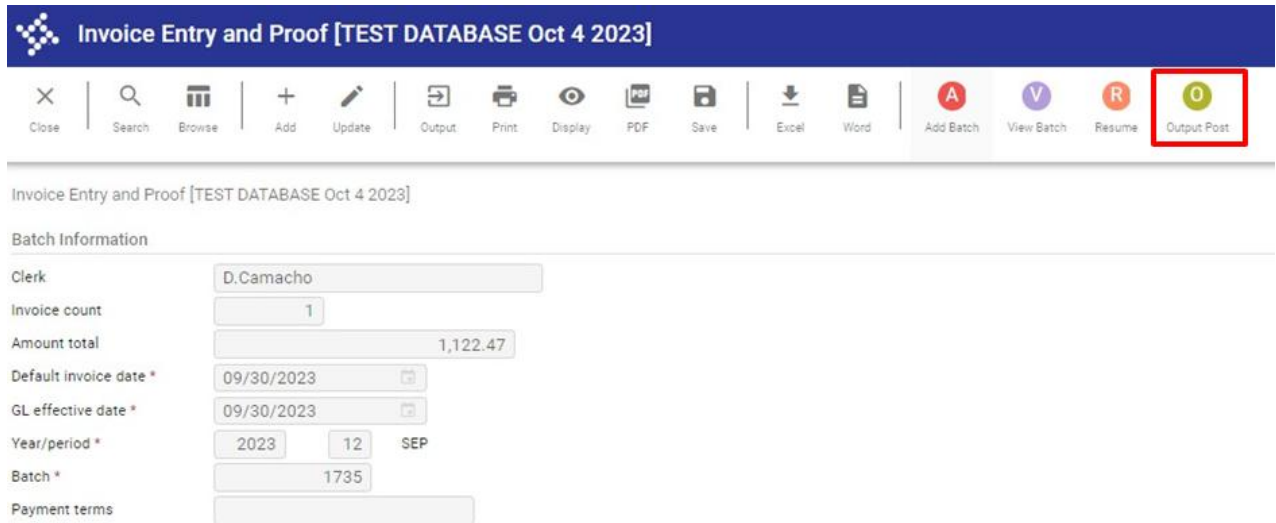 Invoice Entry and Proof [TEST DATABASE Oct 4 2023]
PDF A V R O
Close Search Browse Add Update Output Print Display PDF Save Excel Word Add Batch View Batch Resume Output Post
Invoice Entry and Proof [TEST DATABASE Oct 4 2023]
Batch Information
Clerk D.Camacho
Invoice count 1
Amount total 1,122.47
Default invoice date * 09/30/2023
GL effective date * 09/30/2023
Year/period * 2023 12 SEP
Batch * 1735
Payment terms